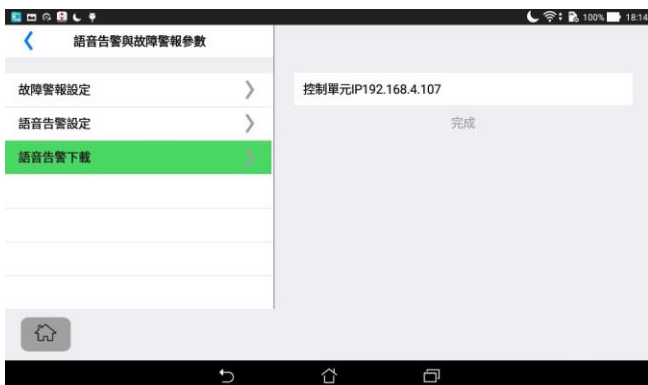 100% 18:14
語音告警與故障警報參數
故障警報設定
控制單元IP192.168.4.107
語音告警設定
完成
語音告警下載